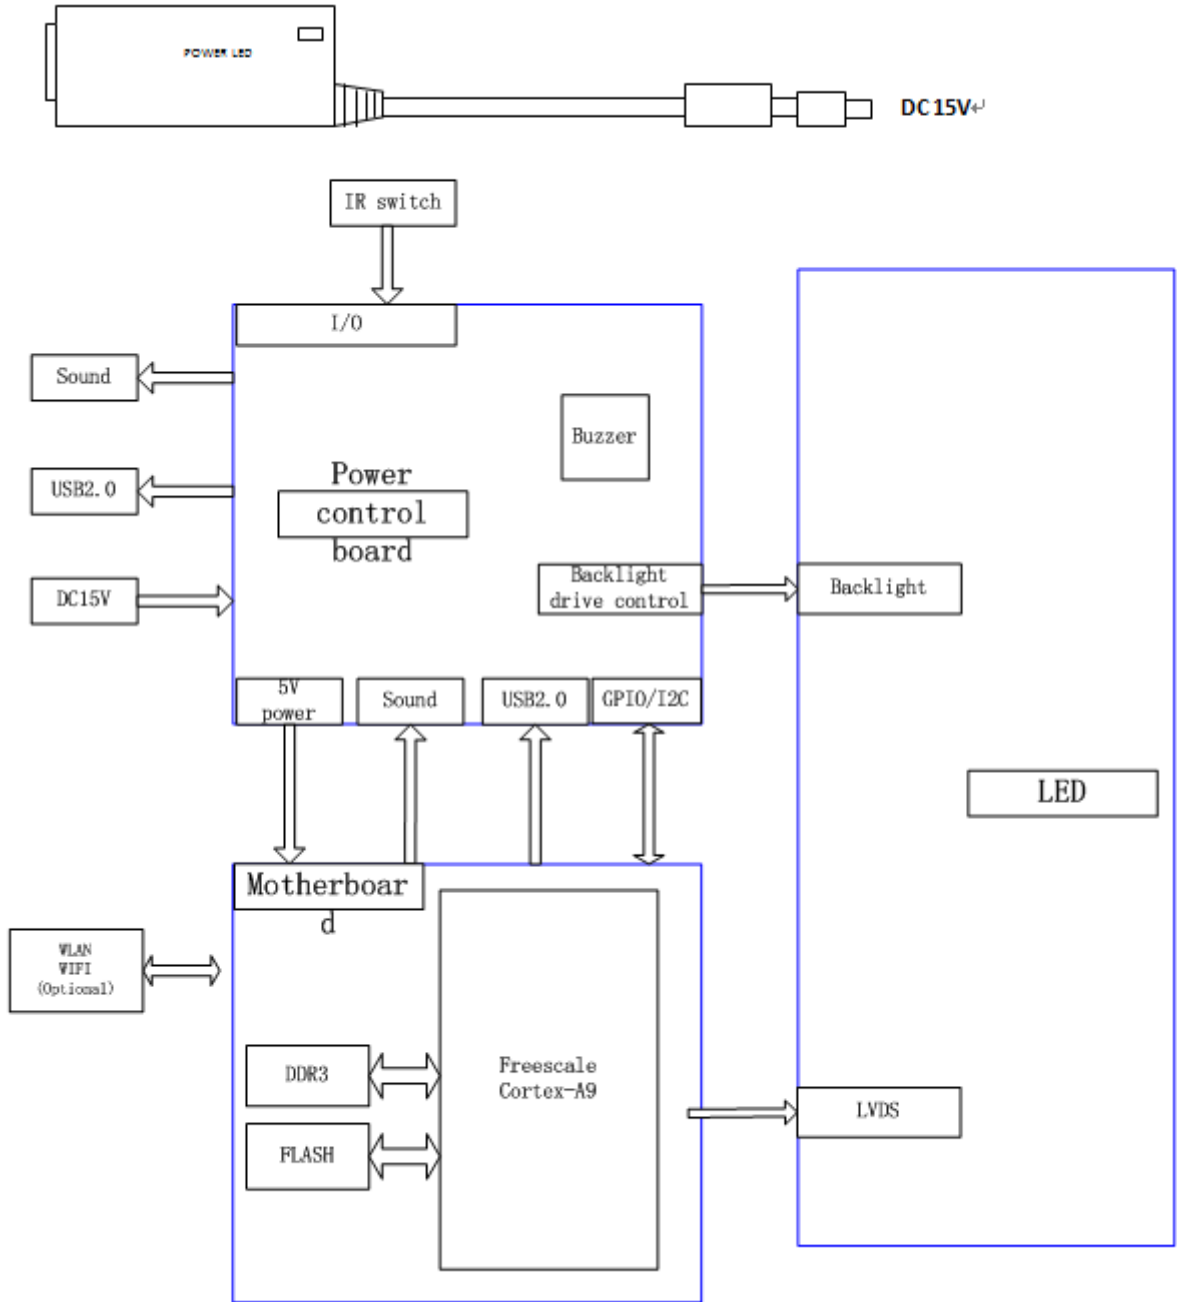 POWER LED
DC15V↵
IR switch
I/O
Sound
Buzzer
USB2.0
Power
control
board
DC15V
Backlight
drive control
Backlight
5V
power
Sound
USB2.0
GPIO/I2C
LED
Motherboar
d
WLAN
WIFI
(Optional)
DDR3
Freescale
Cortex-A9
FLASH
LVDS